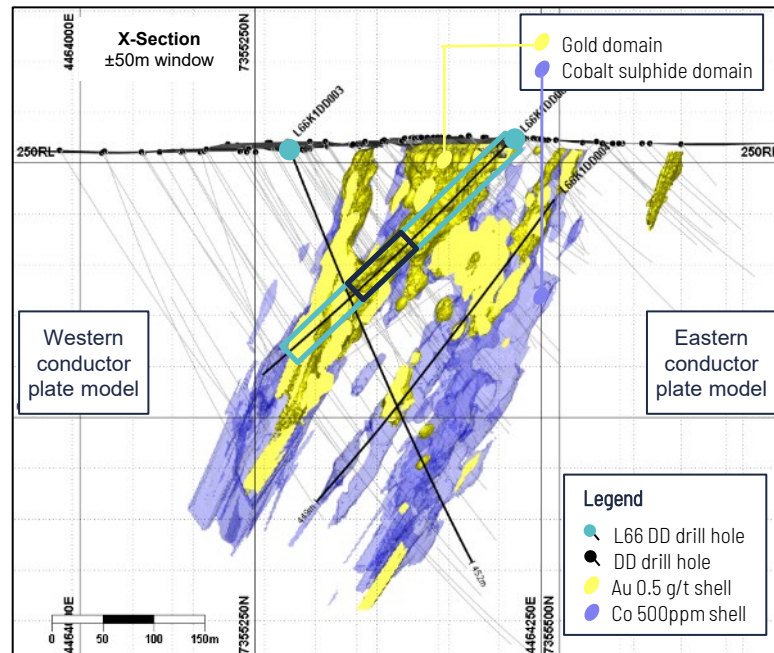 4464000E
X-Section
±50m window
7355250N
Gold domain
Cobalt sulphide domain
L66K1DD003
250RL
L66K1DD004
250RL
Western
conductor
plate model
Eastern
conductor
plate model
449m
452m
Legend
L66 DD drill hole
DD drill hole
Au 0.5 g/t shell
Co 500ppm shell
0 50 100 150m
4464000E
7355250N
4464250E
7355500N